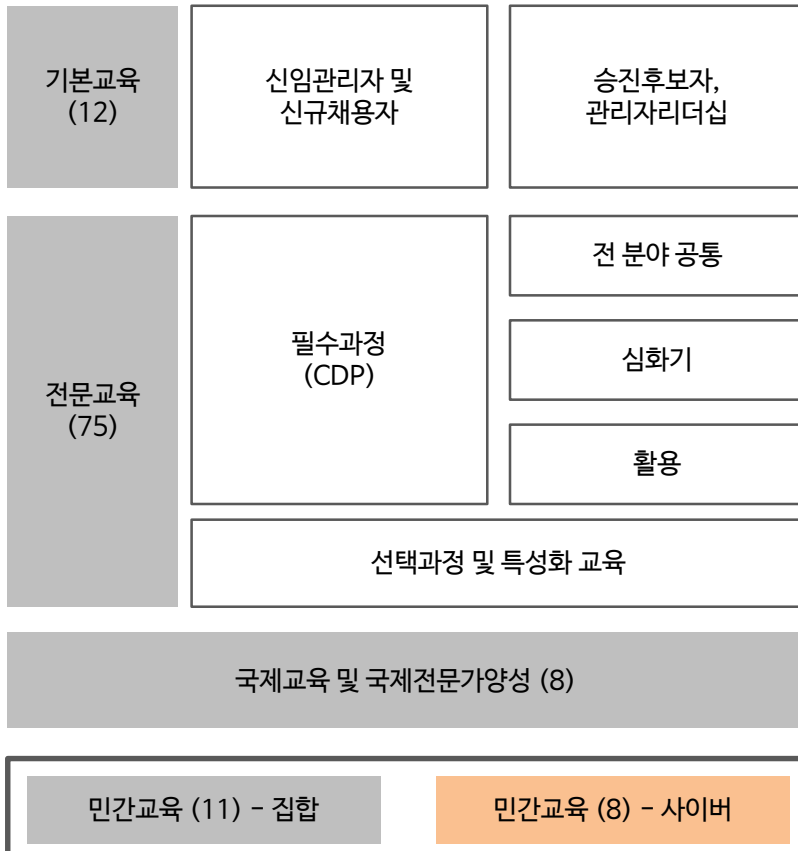 기본교육
(12)
신임관리자 및
신규채용자
승진후보자,
관리자리더십
전문교육
(75)
필수과정
(CDP)
전 분야 공통
심화기
활용
선택과정 및 특성화 교육
국제교육 및 국제전문가양성 (8)
민간교육 (11) - 집합
민간교육 (8) - 사이버